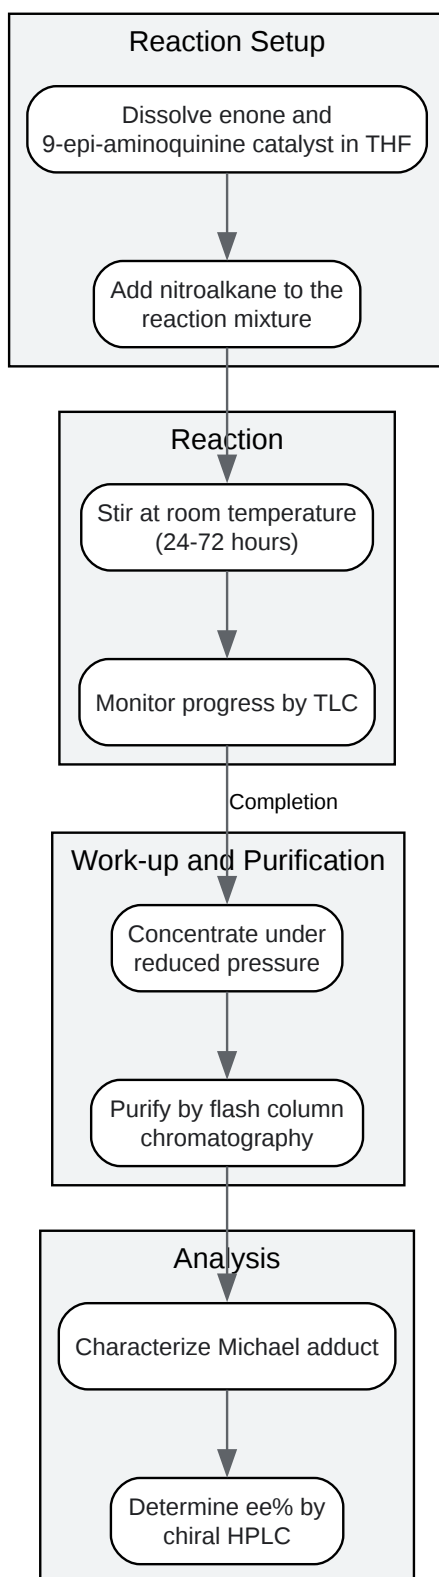 Reaction Setup
Dissolve enone and
9-epi-aminoquinine catalyst in THF
Add nitroalkane to the
reaction mixture
Reaction
Stir at room temperature
(24-72 hours)
Monitor progress by TLC
Completion
Work-up and Purification
Concentrate under
reduced pressure
Purify by flash column
chromatography
Analysis
Characterize Michael adduct
Determine ee% by
chiral HPLC